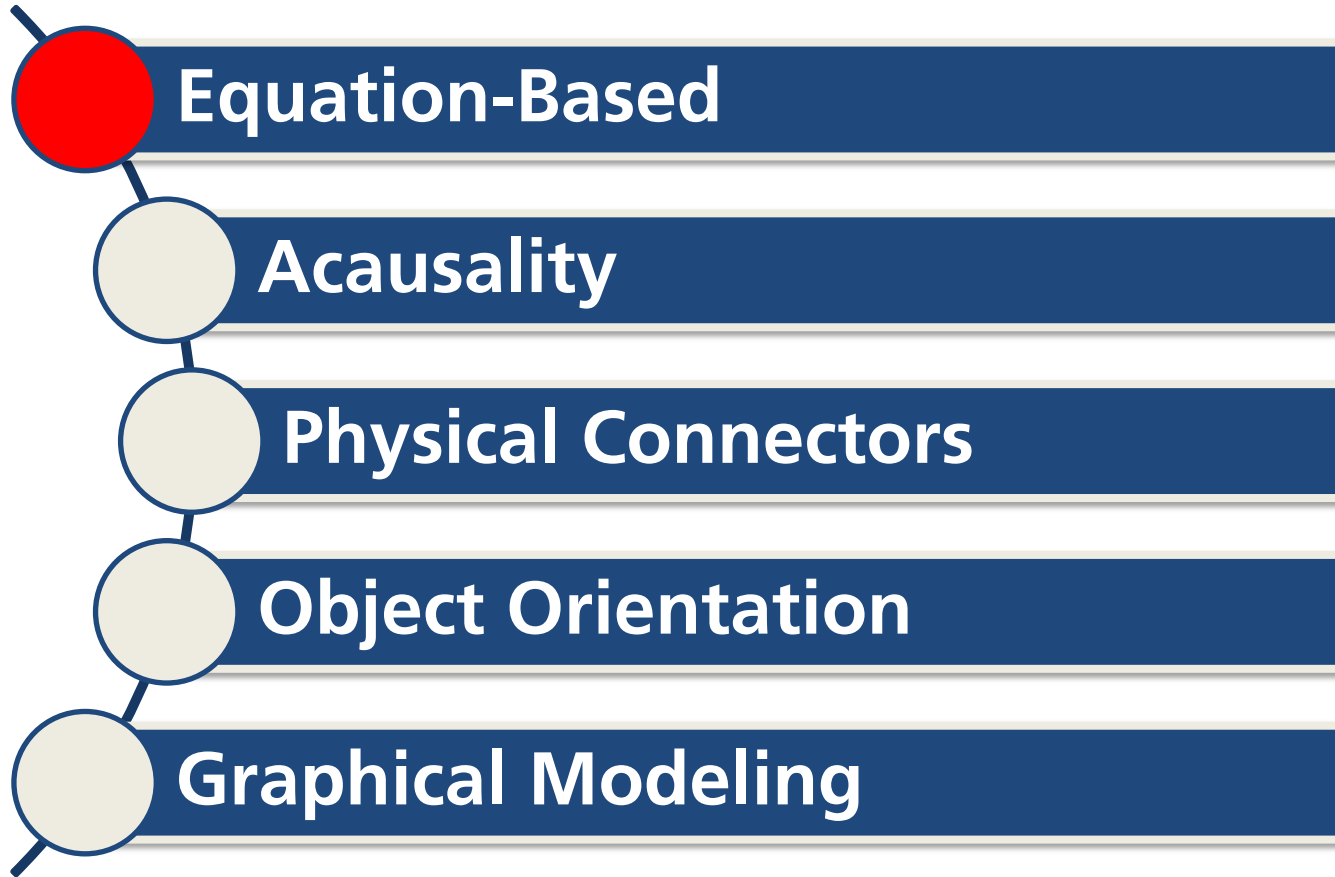 Equation-Based
Acausality
Physical Connectors
Object Orientation
Graphical Modeling